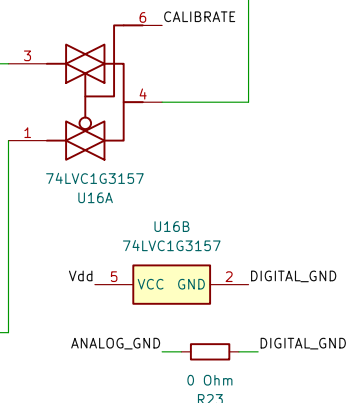 6 CALIBRATE
3
4
1
74LVC1G3157
U16A
U16B
74LVC1G3157
Vdd 5 VCC GND 2 DIGITAL_GND
ANALOG_GND DIGITAL_GND
0 Ohm
R23